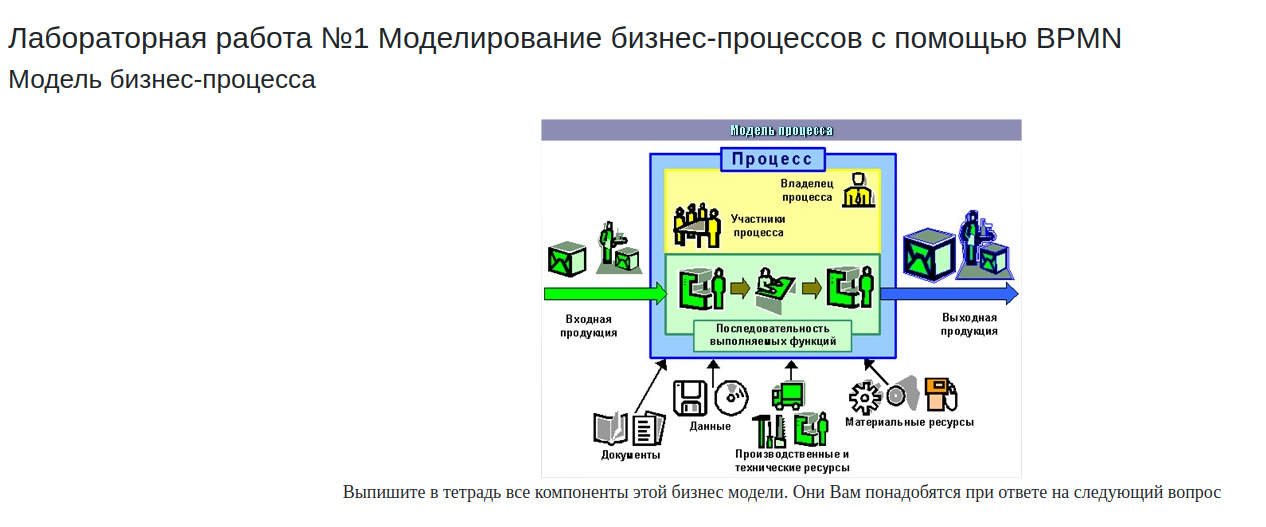 Лабораторная работа №1 Моделирование бизнес-процессов с помощью BPMN
Модель бизнес-процесса
Модель процесса
Процесс
Владелец
процесса
Участники
процесса
Входная
продукция
Последовательность
выполняемых функций
Выходная
продукция
Документы
Данные
Производственные и
технические ресурсы
Материальные ресурсы
Выпишите в тетрадь все компоненты этой бизнес модели. Они Вам понадобятся при ответе на следующий вопрос